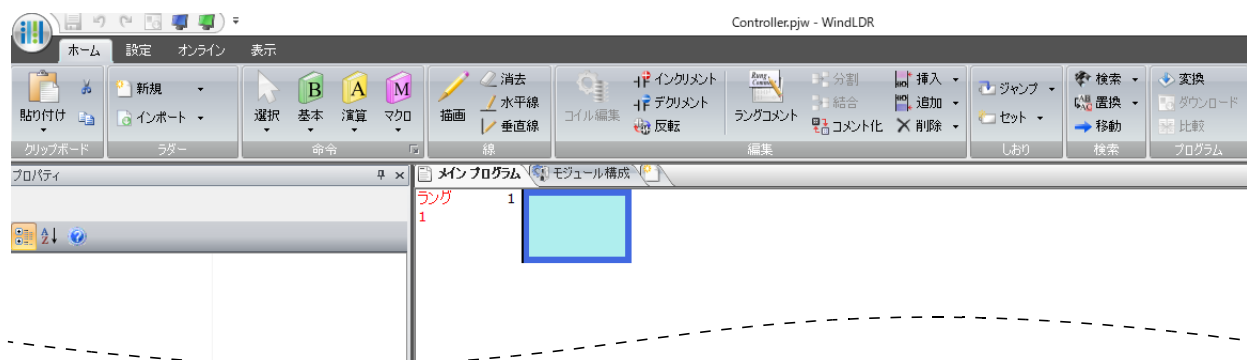 Controller.pjw - WindLDR
ホーム 設定 オンライン 表示
貼り付け
クリップボード
新規
インポート
ラダー
選択
B
基本
A
演算
M
マクロ
命令
描画
消去
水平線
垂直線
線
コイル編集
インクリメント
デクリメント
反転
Rung Comment
ラングコメント
分割
結合
コメント化
挿入
追加
削除
編集
ジャンプ
セット
しおり
検索
置換
移動
検索
変換
ダウンロード
比較
プログラム
プロパティ
メイン プログラム モジュール構成
ラング 1
1